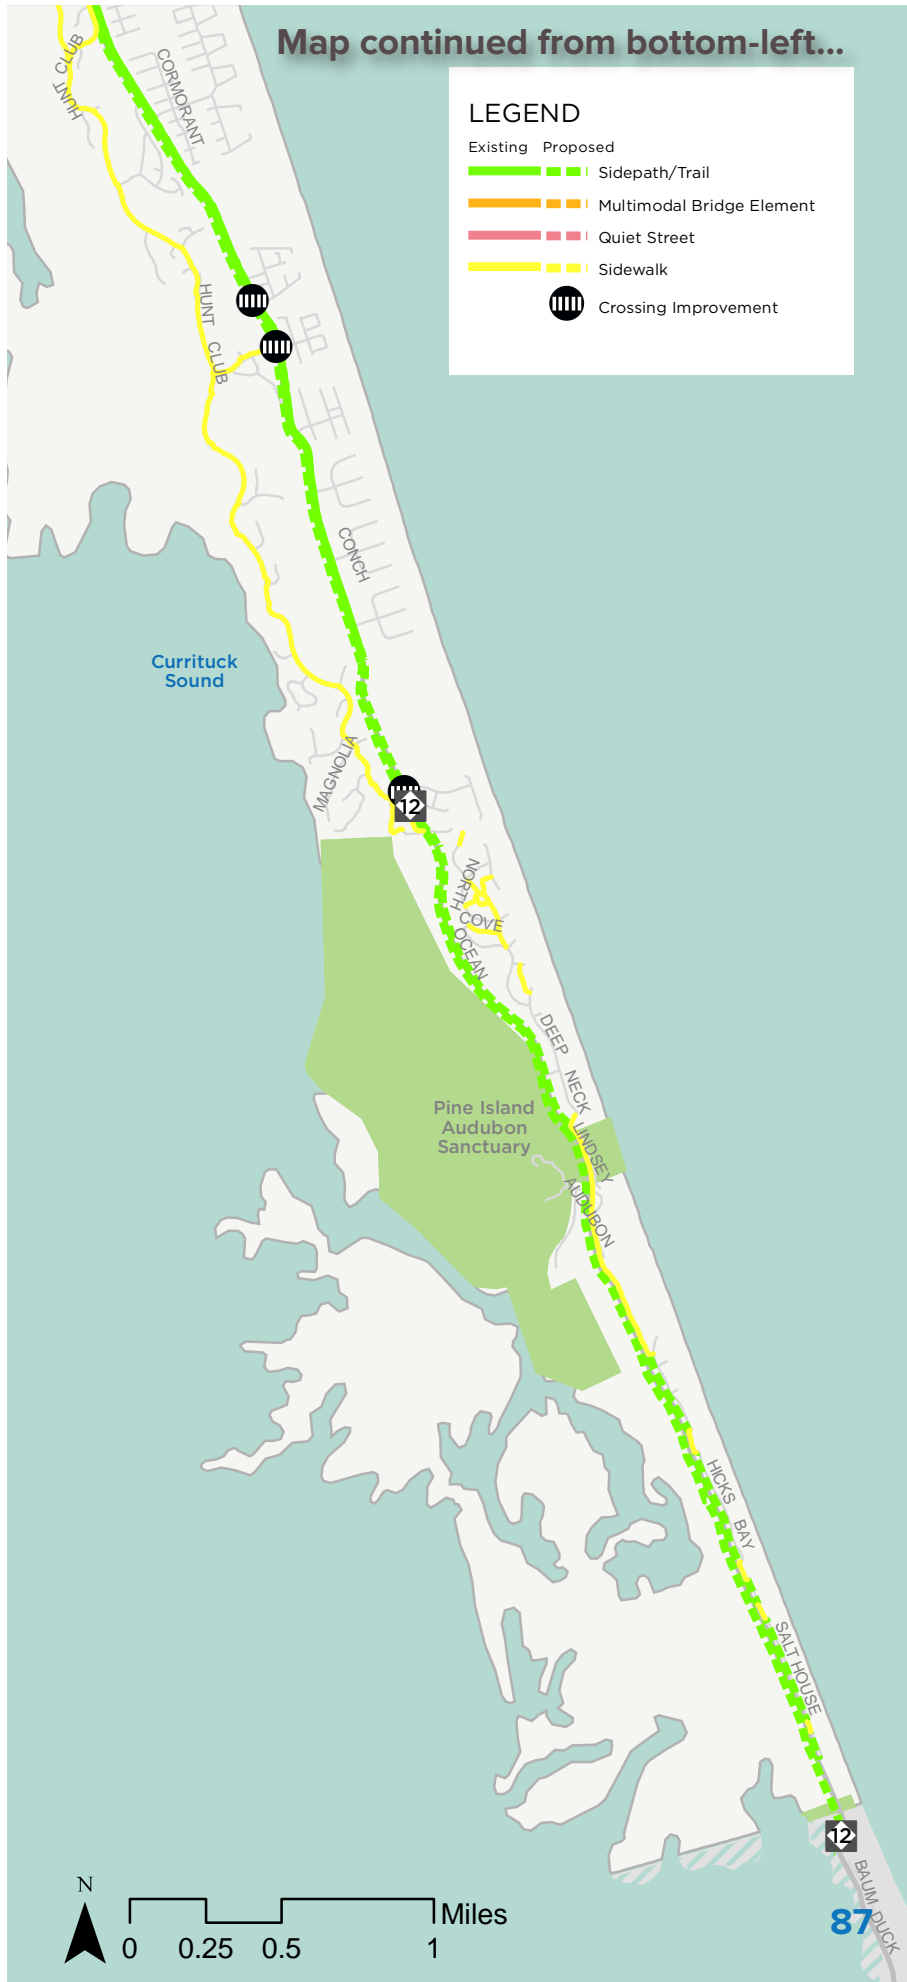 Map continued from bottom-left...
LEGEND
Existing Proposed
Sidepath/Trail
Multimodal Bridge Element
Quiet Street
Sidewalk
Crossing Improvement
HUNT CLUB
CORMORANT
HUNT CLUB
CONCH
Currituck
Sound
MAGNOLIA
12
NORTH
COVE
OCEAN
DEEP NECK
Pine Island
Audubon
Sanctuary
LINDSEY
AUDUBON
HICKS BAY
SALT HOUSE
12
BAUM DUCK
87
N
Miles
0 0.25 0.5 1